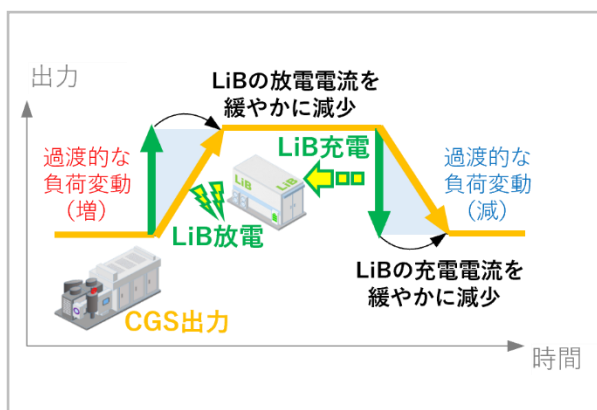 出力
LiBの放電電流を
緩やかに減少
過渡的な
負荷変動
(増)
LiB充電
LiB
LiB
LiB放電
過渡的な
負荷変動
(減)
LiBの充電電流を
緩やかに減少
CGS出力
時間